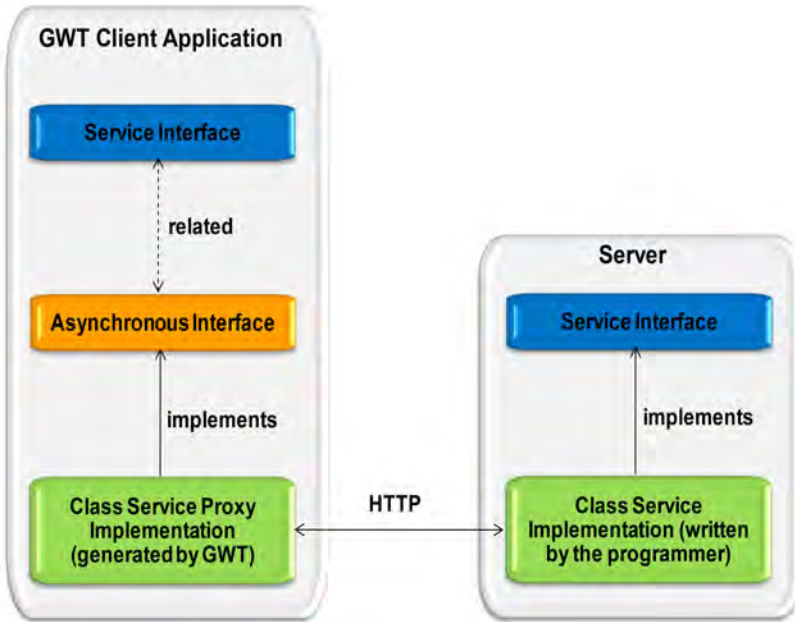 GWT Client Application
Service Interface
related
Asynchronous Interface
implements
Class Service Proxy
Implementation
(generated by GWT)
HTTP
Server
Service Interface
implements
Class Service
Implementation (written
by the programmer)